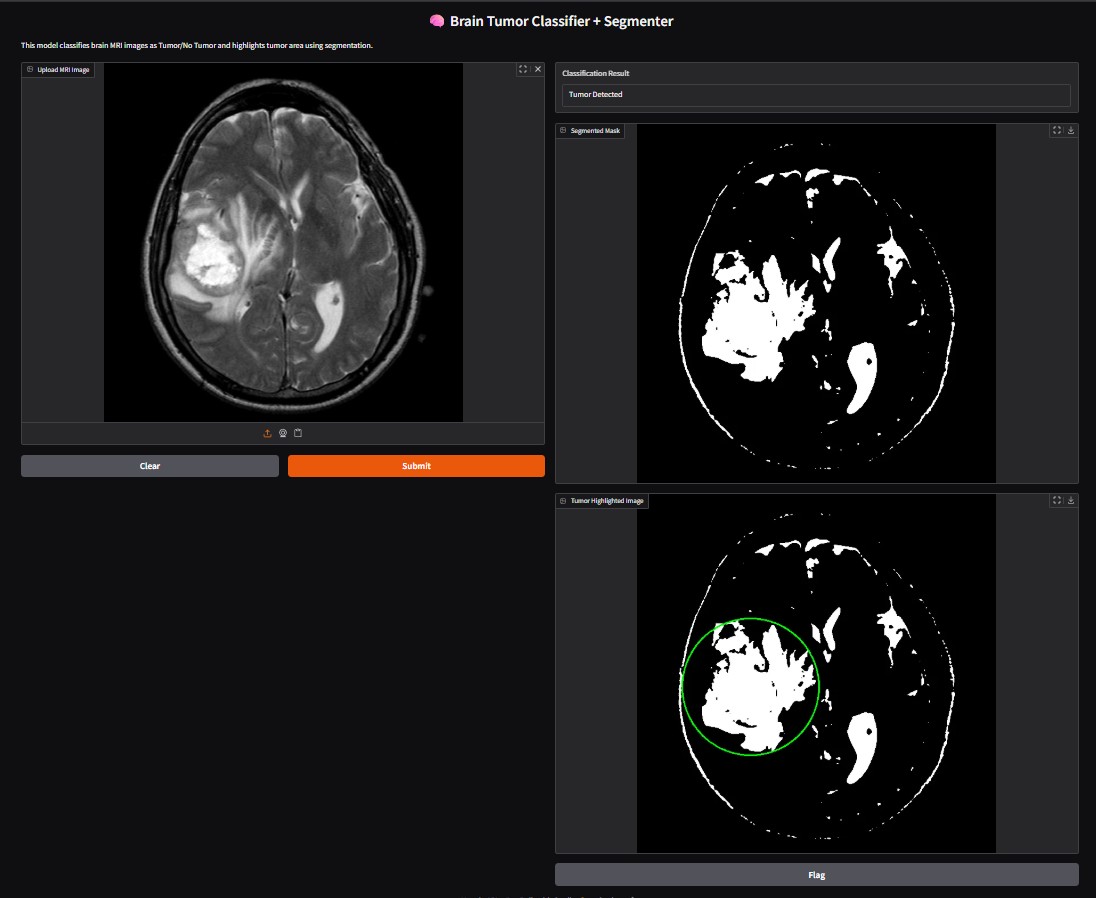 🧠 Brain Tumor Classifier + Segmenter
This model classifies brain MRI images as Tumor/No Tumor and highlights tumor area using segmentation.
Upload MRI Image
Clear
Submit
Classification Result
Tumor Detected
Segmented Mask
Tumor Highlighted Image
Flag